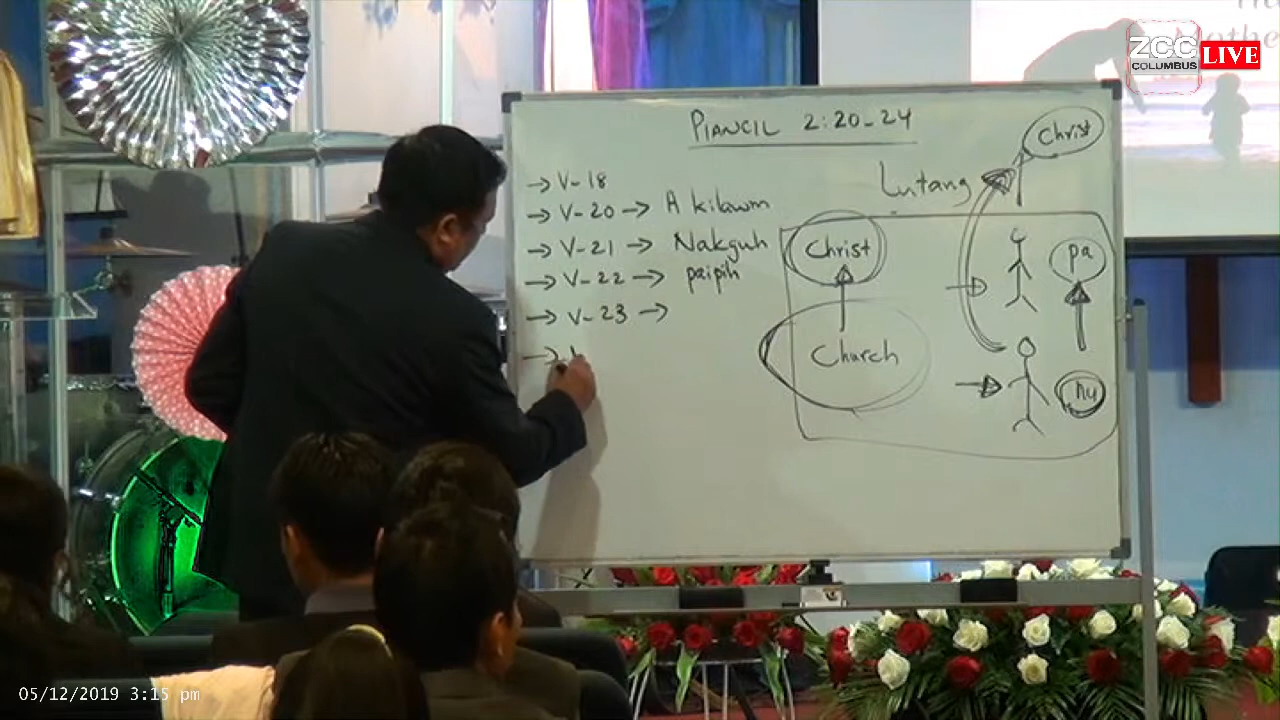 ZCC
COLUMBUS
LIVE
PIANCIL 2:20-24
Christ
→ V-18
Lutang
→ V-20 → A kilawm
→ V-21 → Nakguh
→ V-22 → paipih
→ V-23 →
→
Christ
Pa
Church
Nu
05/12/2019 3:15 pm